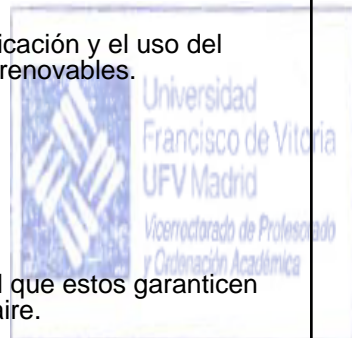 icación y el uso del
renovables.
Universidad
Francisco de Vitoria
UFV Madrid
Vicerrectorado de Profesorado
y Ordenación Académica
l que estos garanticen
aire.